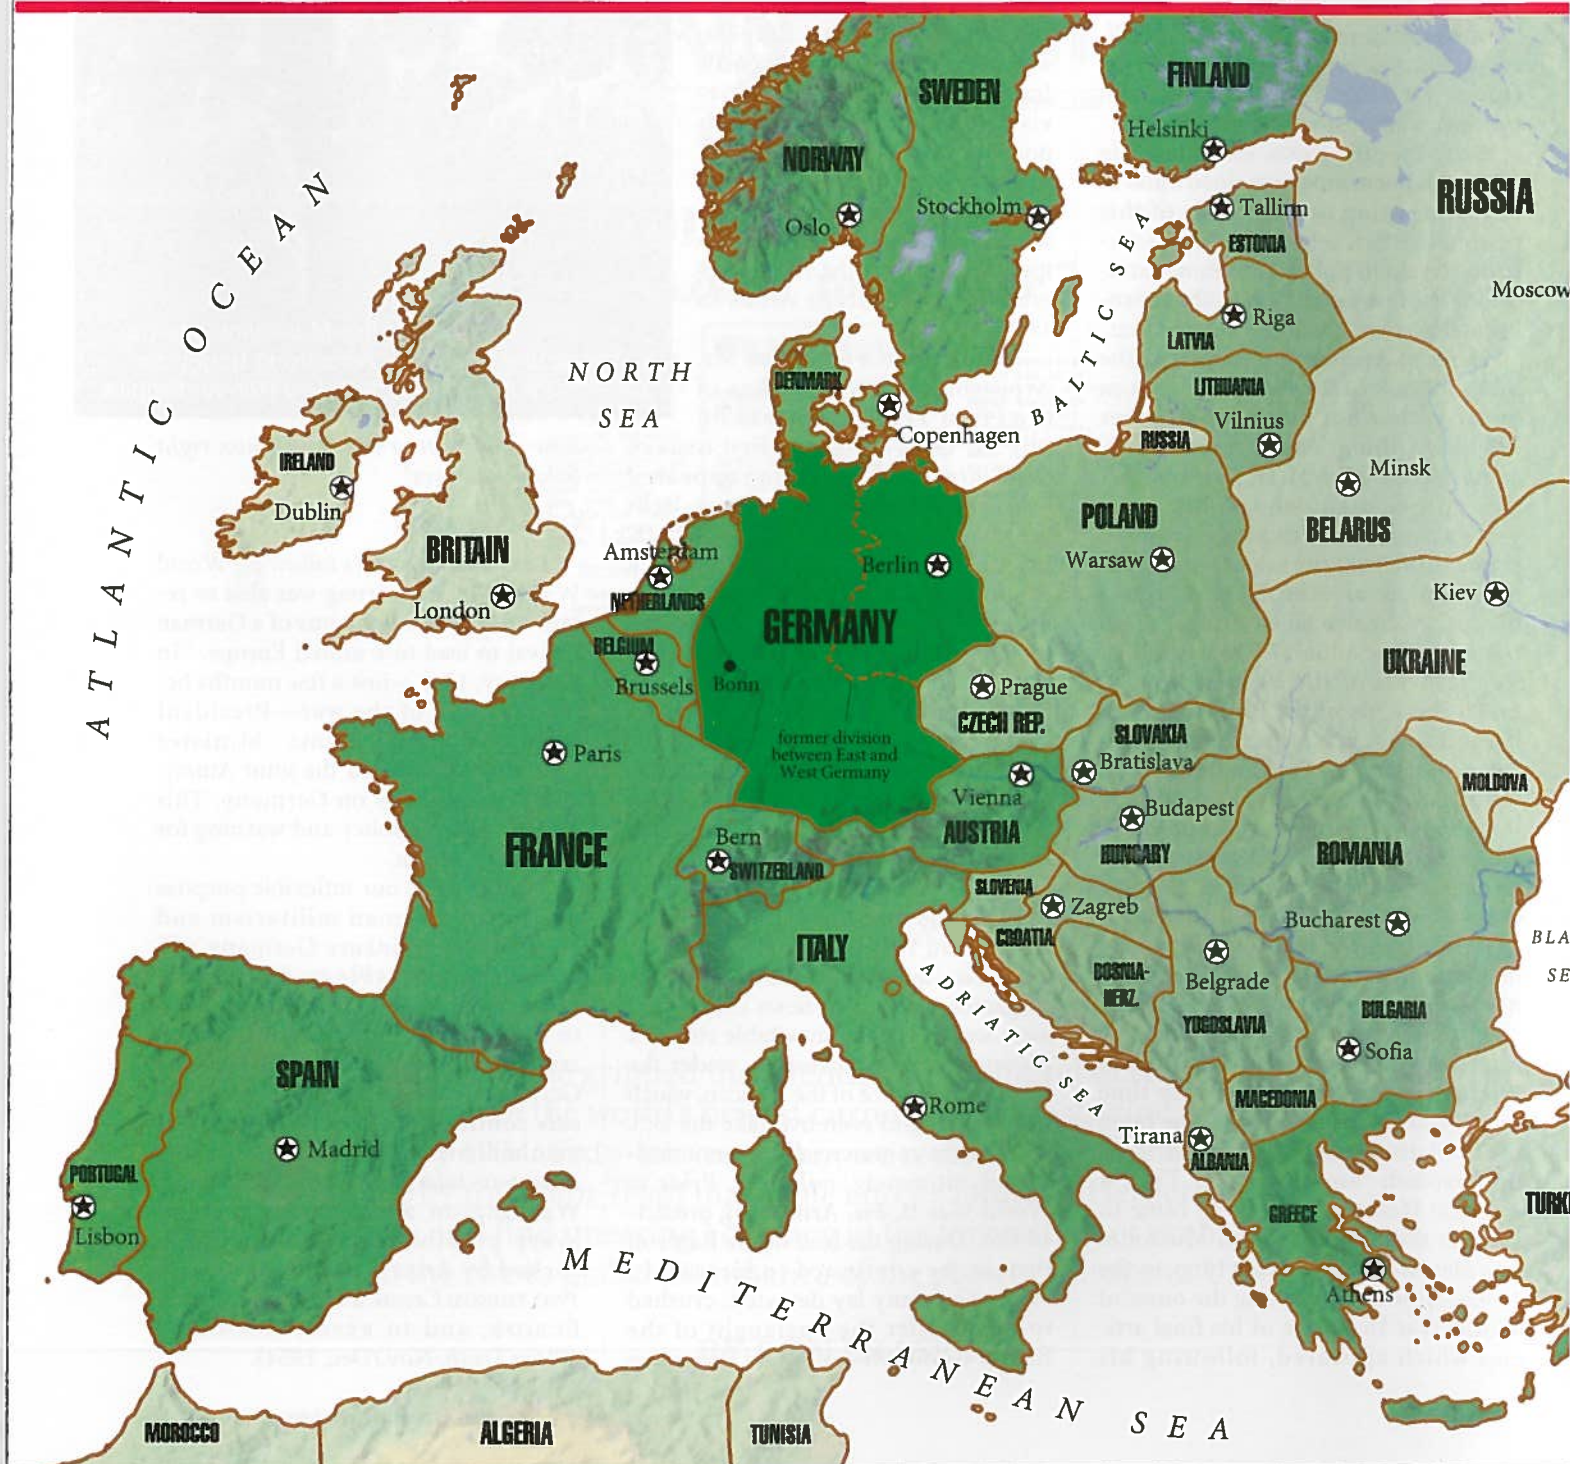 SWEDEN
FINLAND
Helsinki
NORWAY
RUSSIA
Oslo
Stockholm
Tallinn
ESTONIA
ATLANTIC OCEAN
Moscow
Riga
LATVIA
NORTH
SEA
BALTIC SEA
DENMARK
LITHUANIA
Vilnius
Copenhagen
RUSSIA
IRELAND
Dublin
Minsk
POLAND
BELARUS
BRITAIN
Amsterdam
Berlin
Warsaw
Kiev
London
NETHERLANDS
GERMANY
BELGIUM
Brussels
Bonn
UKRAINE
Prague
CZECH REP.
SLOVAKIA
Bratislava
former division
between East and
West Germany
Paris
MOLDOVA
Vienna
Budapest
AUSTRIA
FRANCE
Bern
SWITZERLAND
HUNGARY
ROMANIA
SLOVENIA
Zagreb
Bucharest
CROATIA
ITALY
BLA
SE
BOSNIA-
HERZ.
Belgrade
YUGOSLAVIA
BULGARIA
ADRIATIC SEA
Sofia
SPAIN
MACEDONIA
Rome
Tirana
ALBANIA
Madrid
PORTUGAL
Lisbon
GREECE
TURK
Athens
MEDITERRANEAN SEA
MOROCCO
ALGERIA
TUNISIA